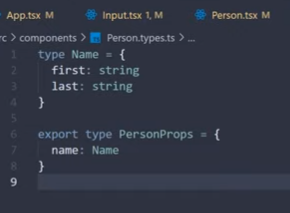 App.tsx M Input.tsx 1, M Person.tsx M
rc > components > Person.types.ts > ...
1 type Name = {
2 first: string
3 last: string
4 }
5
6 export type PersonProps = {
7 name: Name
8 }
9